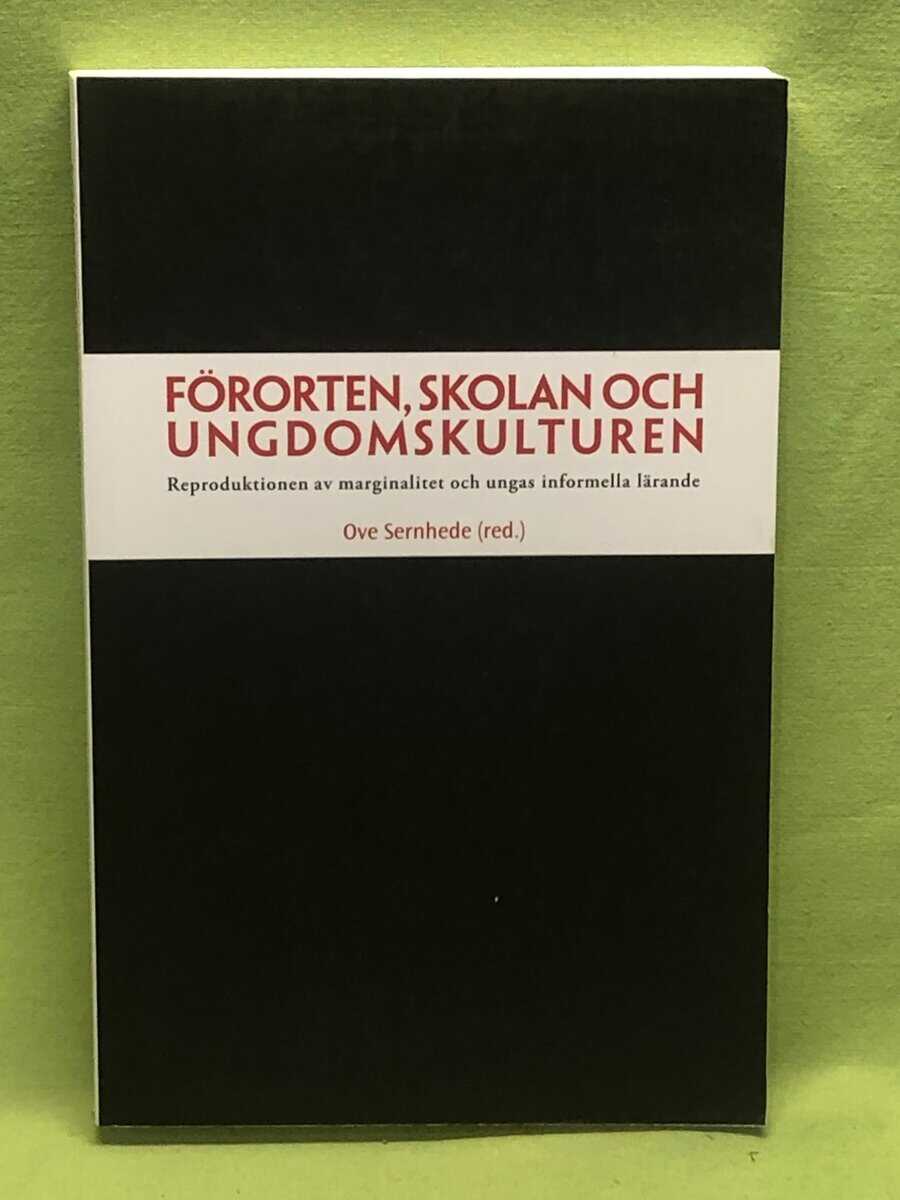 FÖRORTEN, SKOLAN OCH
UNGDOMSKULTUREN
Reproduktionen av marginalitet och ungas informella lärande
Ove Sernhede (red.)